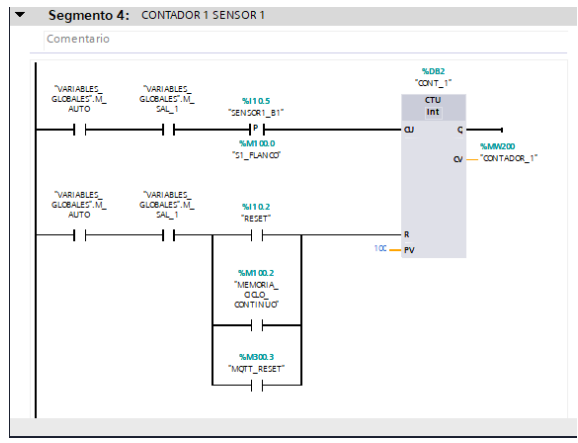 Segmento 4: CONTADOR 1 SENSOR 1
Comentario
%DB2
"CONT_1"
CTU
Int
"VARIABLES_
GLOBALES".M_
AUTO
"VARIABLES_
GLOBALES".M_
SAL_1
%I10.5
"SENSOR1_B1"
P
%M100.0
"S1_FLANCO"
CU
Q
%MW200
CV
"CONTADOR_1"
"VARIABLES_
GLOBALES".M_
AUTO
"VARIABLES_
GLOBALES".M_
SAL_1
%I10.2
"RESET"
R
100
PV
%M100.2
"MEMORIA_
CICLO_
CONTINUO"
%M300.3
"MQTT_RESET"